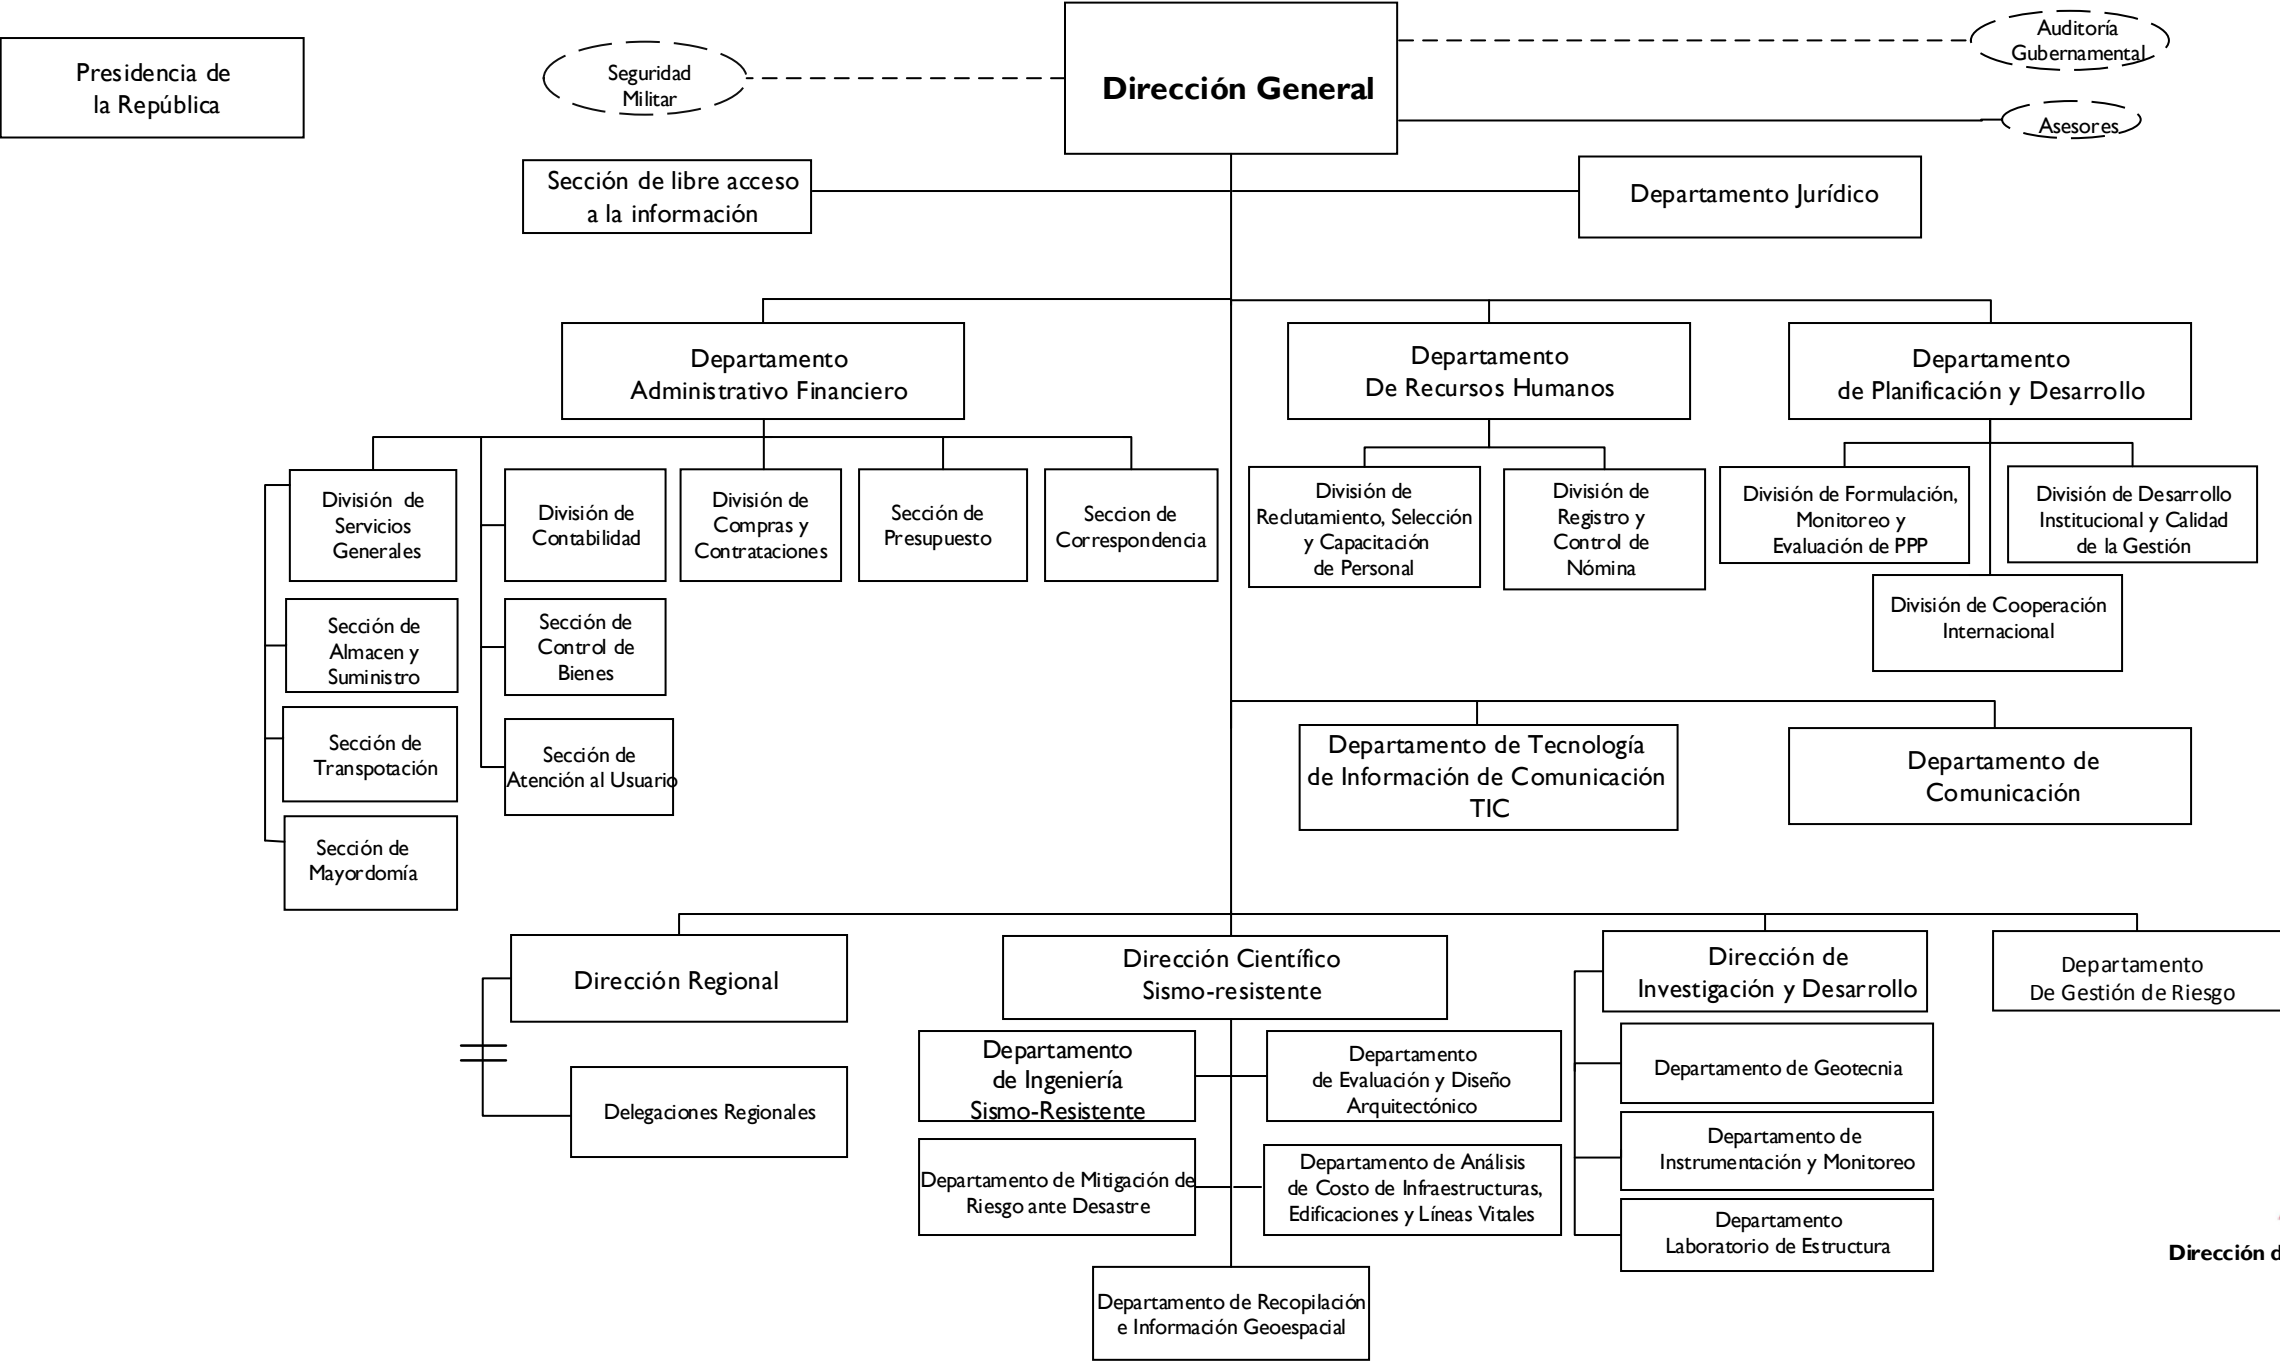 Presidencia de
la República
Seguridad
Militar
Dirección General
Auditoría
Gubernamental
Asesores
Sección de libre acceso
a la información
Departamento Jurídico
Departamento
Administrativo Financiero
Departamento
De Recursos Humanos
Departamento
de Planificación y Desarrollo
División de
Servicios
Generales
División de
Contabilidad
División de
Compras y
Contrataciones
Sección de
Presupuesto
Seccion de
Correspondencia
División de
Reclutamiento, Selección
y Capacitación
de Personal
División de
Registro y
Control de
Nómina
División de Formulación,
Monitoreo y
Evaluación de PPP
División de Desarrollo
Institucional y Calidad
de la Gestión
División de Cooperación
Internacional
Sección de
Almacen y
Suministro
Sección de
Control de
Bienes
Sección de
Transpotación
Sección de
Atención al Usuario
Sección de
Mayordomía
Departamento de Tecnología
de Información de Comunicación
TIC
Departamento de
Comunicación
Dirección Regional
Dirección Científico
Sismo-resistente
Dirección de
Investigación y Desarrollo
Departamento
De Gestión de Riesgo
Delegaciones Regionales
Departamento
de Ingeniería
Sismo-Resistente
Departamento
de Evaluación y Diseño
Arquitectónico
Departamento de Mitigación de
Riesgo ante Desastre
Departamento de Análisis
de Costo de Infraestructuras,
Edificaciones y Líneas Vitales
Departamento de Recopilación
e Información Geoespacial
Departamento de Geotecnia
Departamento de
Instrumentación y Monitoreo
Departamento
Laboratorio de Estructura
Dirección